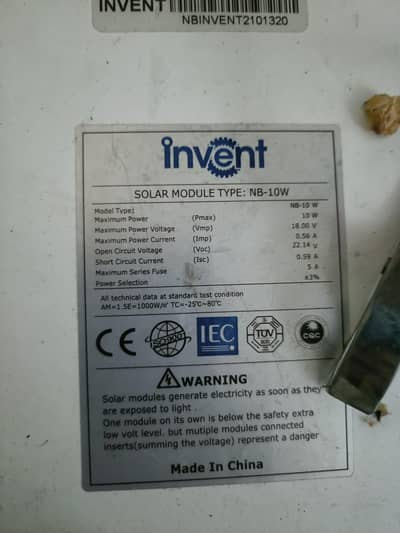 INVENT
NBINVENT2101320
invent
SOLAR MODULE TYPE: NB-10W
Model Type: NB-10 W
Maximum Power (Pmax) 10 W
Maximum Power Voltage (Vmp) 18.00 V
Maximum Power Current (Imp) 0.56 A
Open Circuit Voltage (Voc) 22.14 V
Short Circuit Current (Isc) 0.59 A
Maximum Series Fuse 5 A
Power Selection ±3%
All technical data at standard test condition
AM=1.5E=1000W/㎡ TC=-25℃~80℃
CE ISO9001 IEC TÜV CQC
WARNING
Solar modules generate electricity as soon as they
are exposed to light .
One module on its own is below the safety extra
low volt level. but mutiple modules connected
inserts(summing the voltage) represent a danger
Made In China